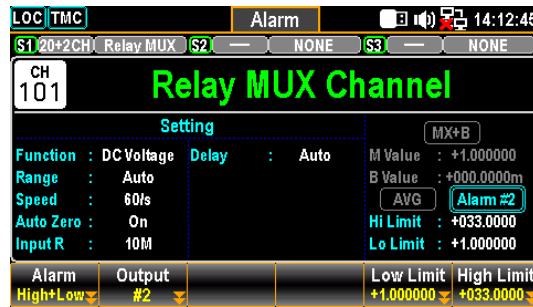 LOC TMC Alarm 14:12:45
S1 20+2CH Relay MUX S2 — NONE S3 — NONE
CH
101
Relay MUX Channel
Setting
Function : DC Voltage Delay : Auto
Range : Auto
Speed : 60/s
Auto Zero : On
Input R : 10M
MX+B
M Value : +1.000000
B Value : +000.0000m
AVG Alarm #2
Hi Limit : +033.0000
Lo Limit : +1.000000
Alarm Output Low Limit High Limit
High+Low #2 +1.000000 +033.0000